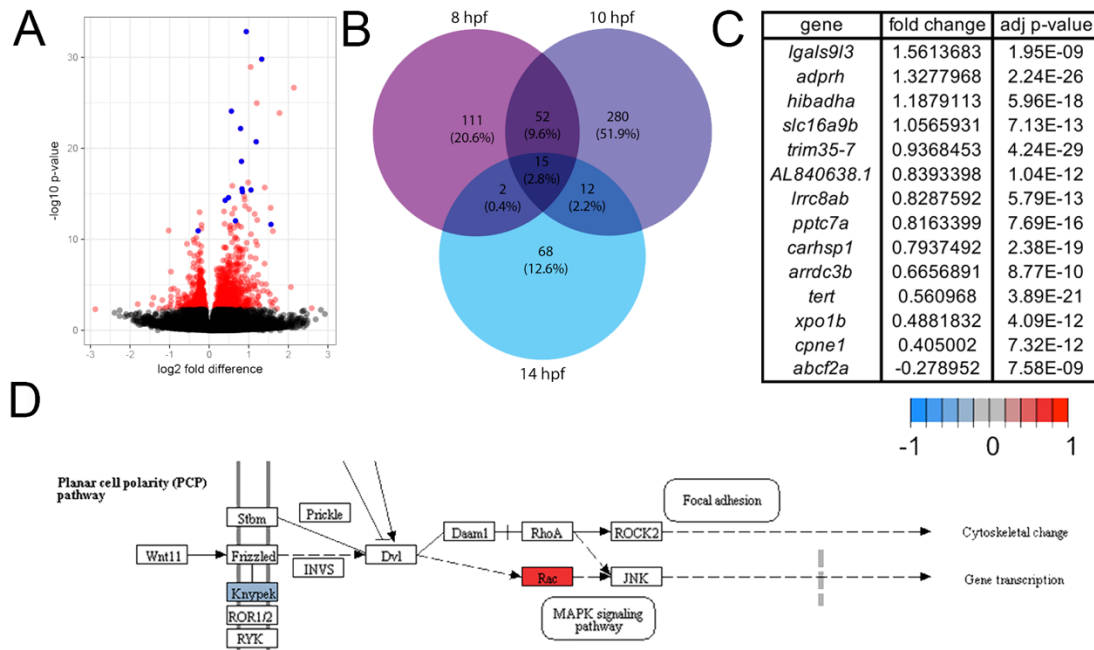 A
-log10 p-value
30
20
10
0
-3 -2 -1 0 1 2 3
log2 fold difference
B
8 hpf 10 hpf
111
(20.6%)
52
(9.6%)
280
(51.9%)
15
(2.8%)
2
(0.4%)
12
(2.2%)
68
(12.6%)
14 hpf
C
gene fold change adj p-value
lgals9l3 1.5613683 1.95E-09
adprh 1.3277968 2.24E-26
hibadha 1.1879113 5.96E-18
slc16a9b 1.0565931 7.13E-13
trim35-7 0.9368453 4.24E-29
AL840638.1 0.8393398 1.04E-12
lrrc8ab 0.8287592 5.79E-13
pptc7a 0.8163399 7.69E-16
carhsp1 0.7937492 2.38E-19
arrdc3b 0.6656891 8.77E-10
tert 0.560968 3.89E-21
xpo1b 0.4881832 4.09E-12
cpne1 0.405002 7.32E-12
abcf2a -0.278952 7.58E-09
-1 0 1
D
Planar cell polarity (PCP)
pathway
Stbm
Prickle
Wnt11
Frizzled
INVS
Dvl
Knypek
ROR1/2
RYK
Daam1
RhoA
ROCK2
Focal adhesion
Cytoskeletal change
Rac
JNK
Gene transcription
MAPK signaling
pathway